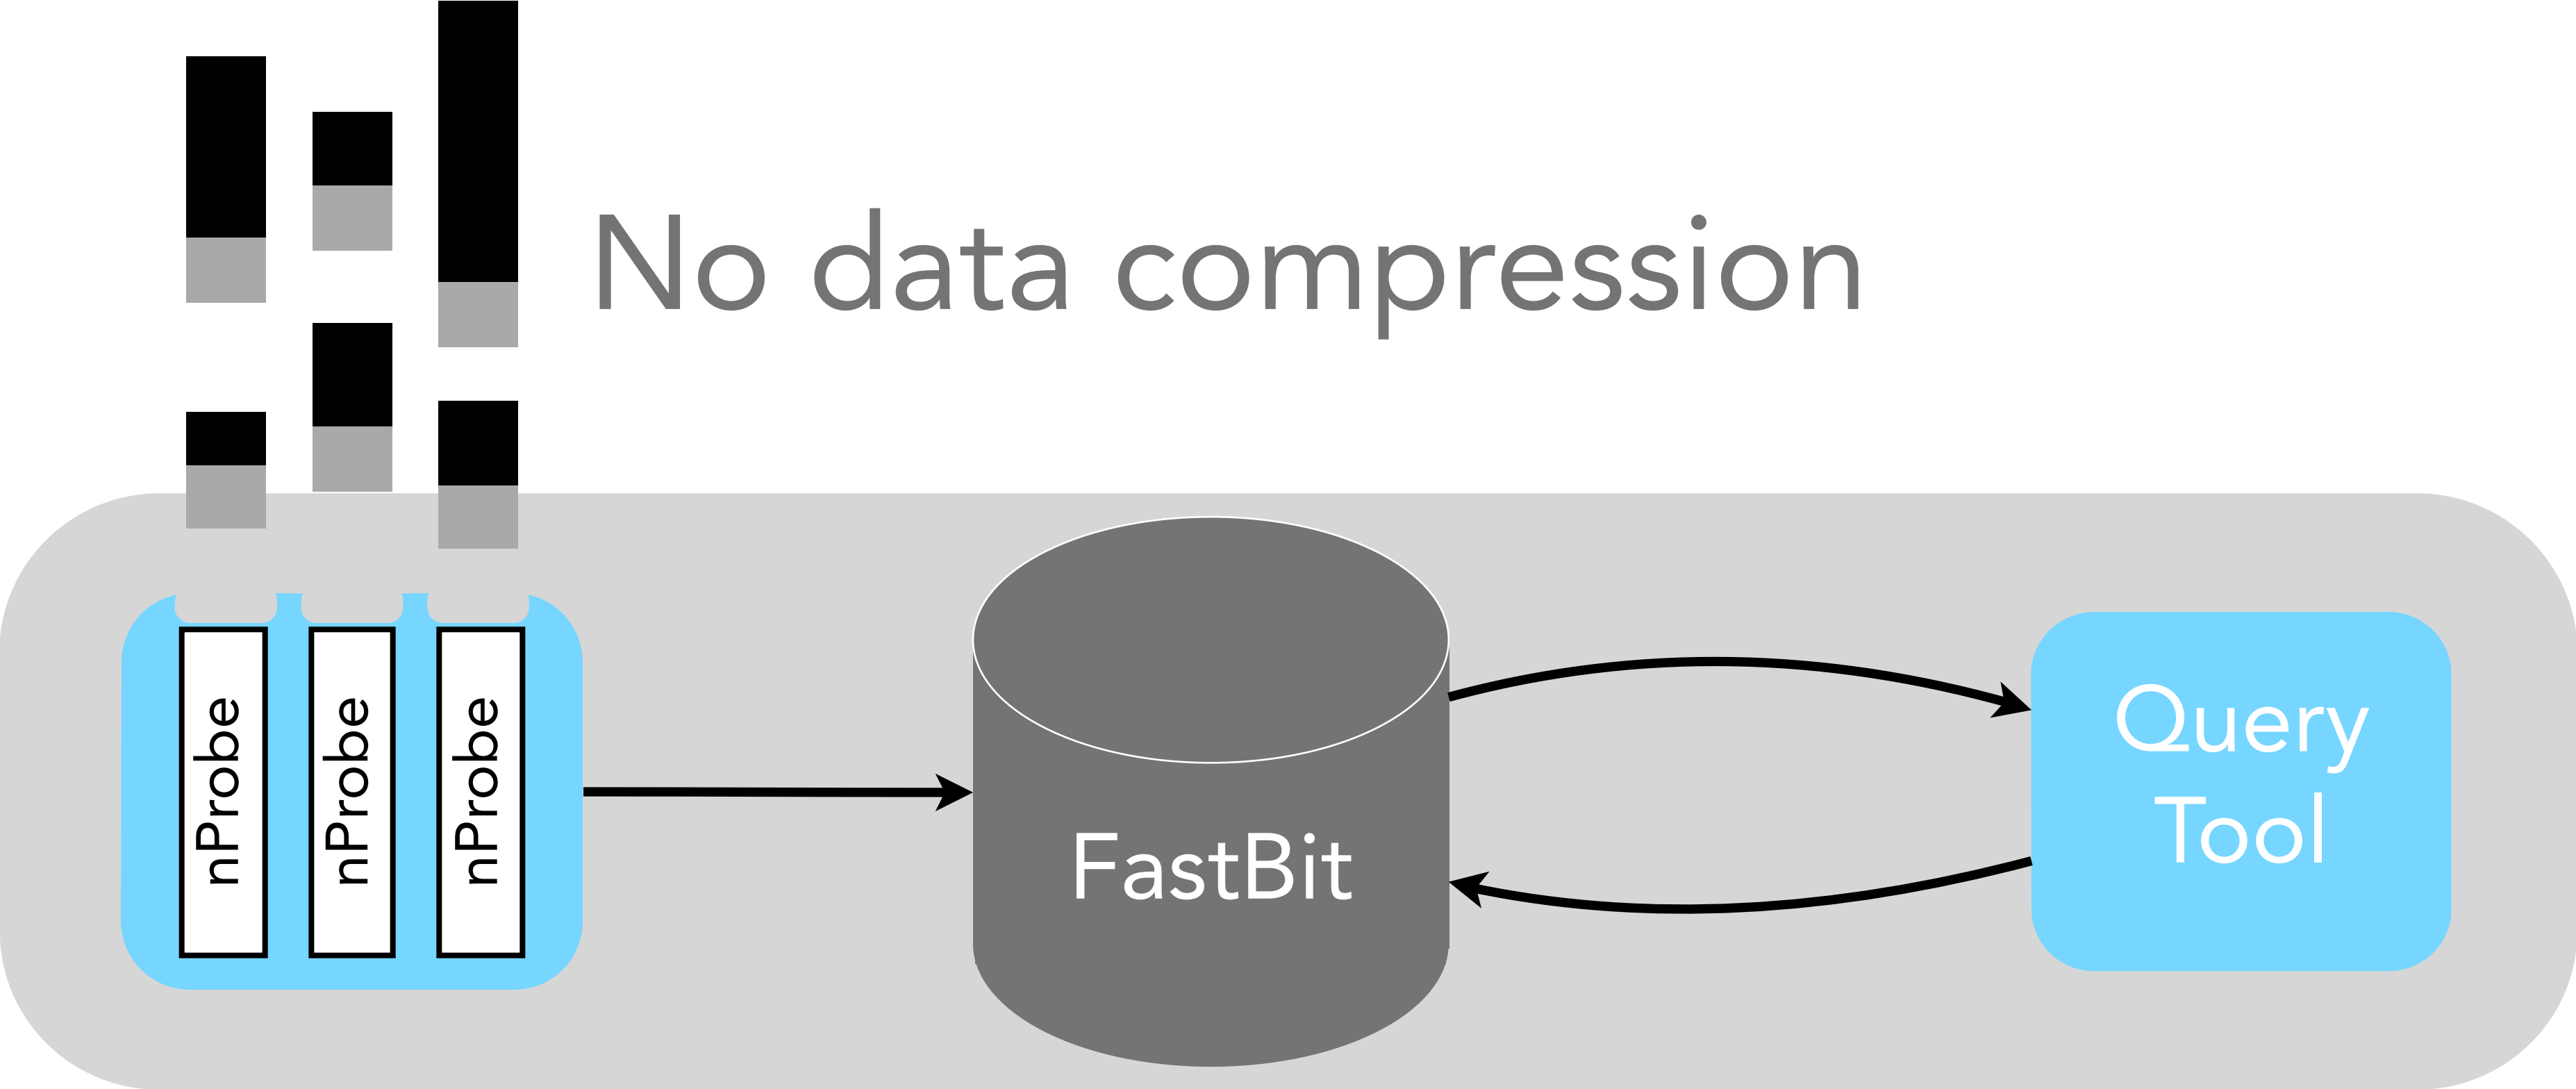 No data compression
nProbe
nProbe
nProbe
FastBit
Query
Tool